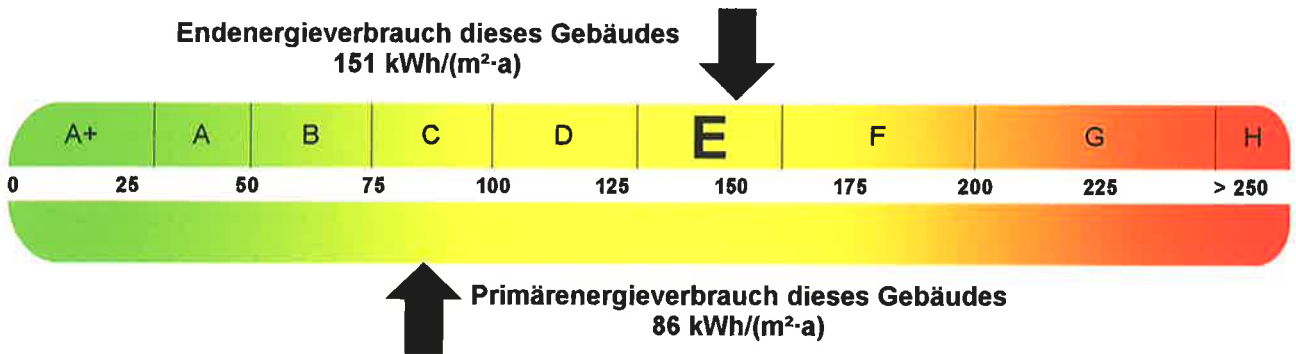 Endenergieverbrauch dieses Gebäudes
151 kWh/(m²·a)
A+ A B C D E F G H
0 25 50 75 100 125 150 175 200 225 > 250
Primärenergieverbrauch dieses Gebäudes
86 kWh/(m²·a)